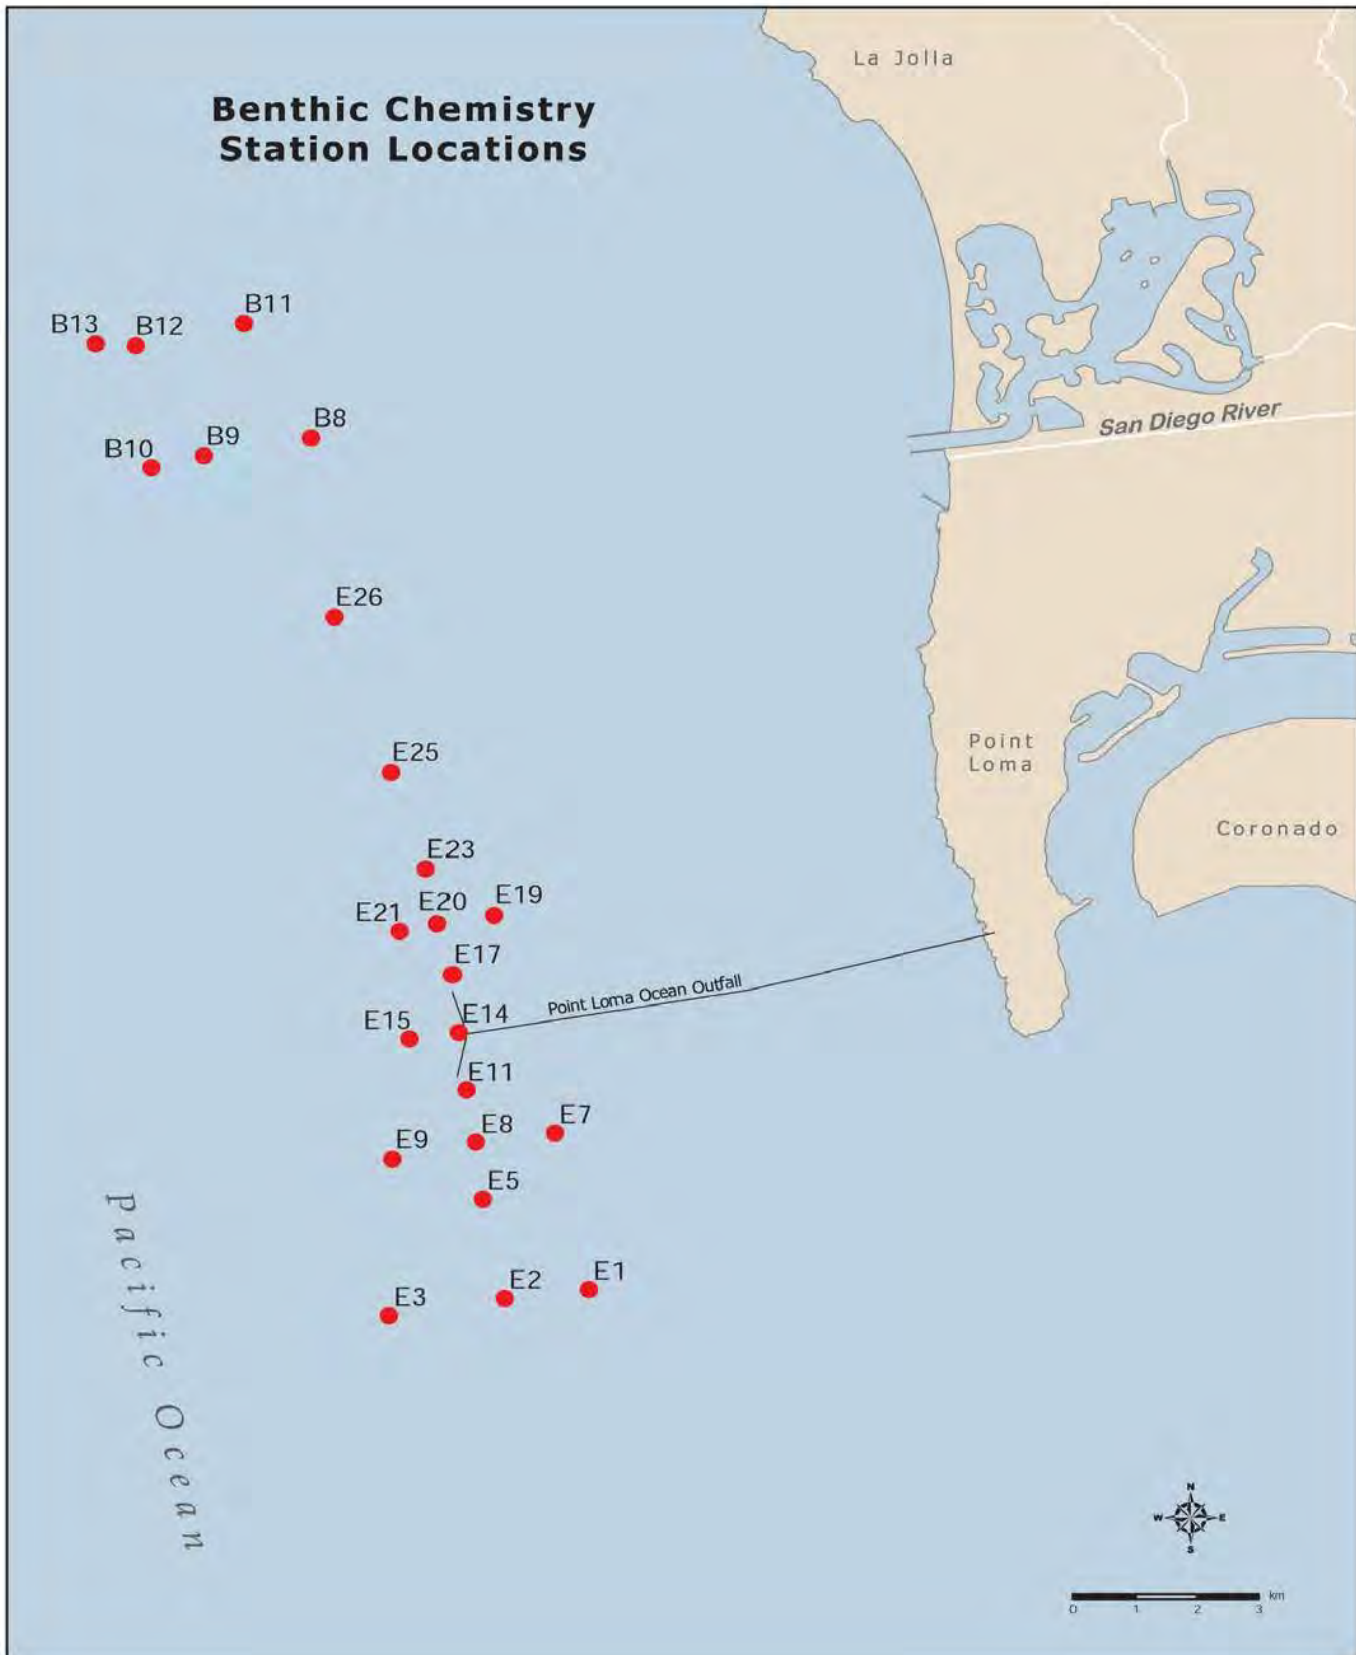 La Jolla
Benthic Chemistry
Station Locations
B11
B13
B12
B8
B9
B10
San Diego River
E26
Point
Loma
E25
Coronado
E23
E19
E20
E21
E17
Point Loma Ocean Outfall
E14
E15
E11
E7
E8
E9
E5
E1
E2
E3
Pacific Ocean
N
W E
S
km
0 1 2 3